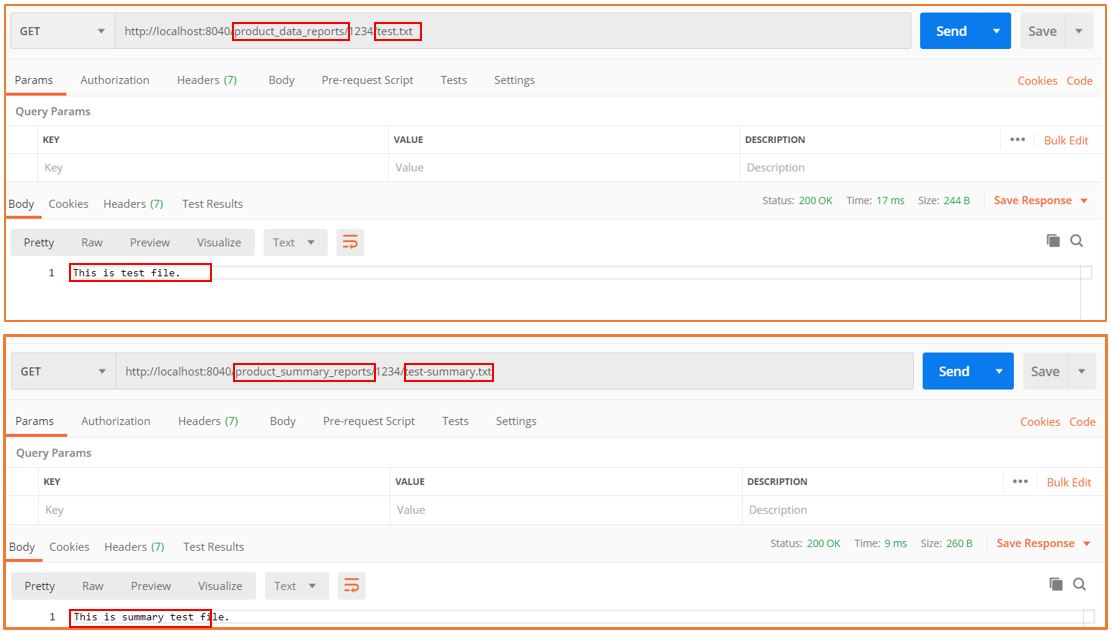 GET http://localhost:8040/product_data_reports/1234/test.txt Send Save
Params Authorization Headers (7) Body Pre-request Script Tests Settings Cookies Code
Query Params
KEY VALUE DESCRIPTION ••• Bulk Edit
Key Value Description
Body Cookies Headers (7) Test Results Status: 200 OK Time: 17 ms Size: 244 B Save Response
Pretty Raw Preview Visualize Text
1 This is test file.
GET http://localhost:8040/product_summary_reports/1234/test-summary.txt Send Save
Params Authorization Headers (7) Body Pre-request Script Tests Settings Cookies Code
Query Params
KEY VALUE DESCRIPTION ••• Bulk Edit
Key Value Description
Body Cookies Headers (7) Test Results Status: 200 OK Time: 9 ms Size: 260 B Save Response
Pretty Raw Preview Visualize Text
1 This is summary test file.